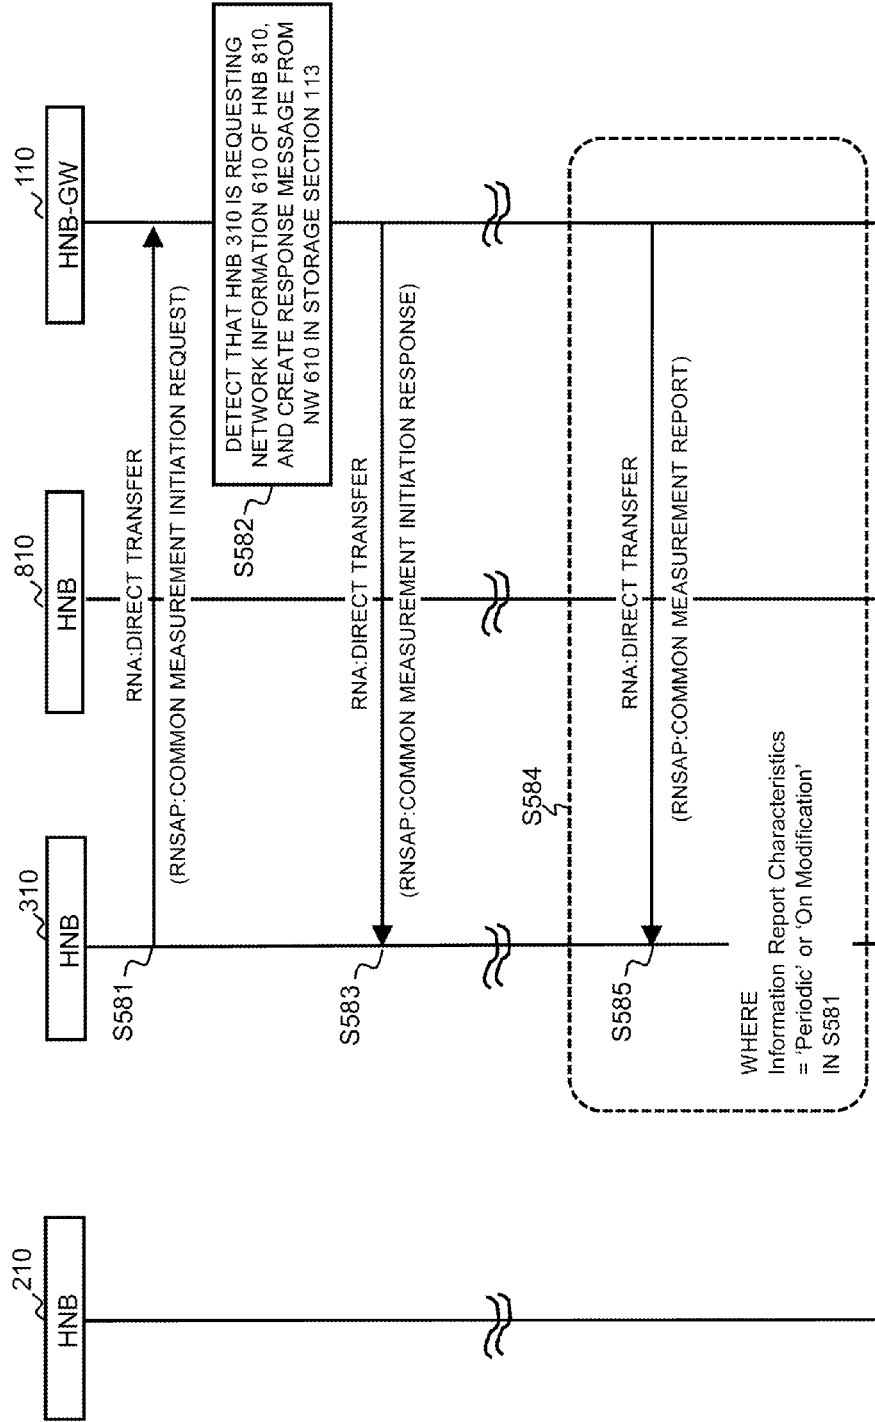 210
HNB
310
HNB
810
HNB
110
HNB-GW
S581
RNA:DIRECT TRANSFER
(RNSAP:COMMON MEASUREMENT INITIATION REQUEST)
S582
DETECT THAT HNB 310 IS REQUESTING
NETWORK INFORMATION 610 OF HNB 810,
AND CREATE RESPONSE MESSAGE FROM
NW 610 IN STORAGE SECTION 113
S583
RNA:DIRECT TRANSFER
(RNSAP:COMMON MEASUREMENT INITIATION RESPONSE)
S584
S585
RNA:DIRECT TRANSFER
(RNSAP:COMMON MEASUREMENT REPORT)
WHERE
Information Report Characteristics
= 'Periodic' or 'On Modification'
IN S581